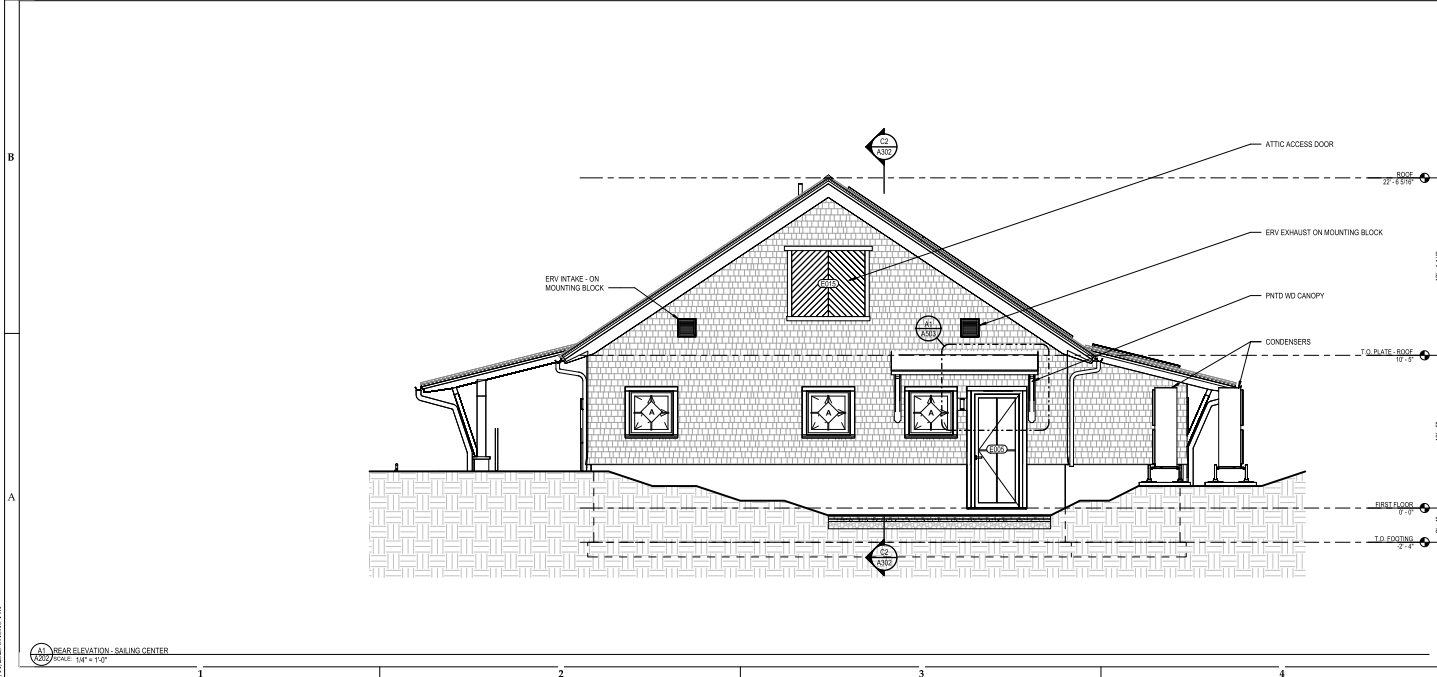 B
C2
A302
ATTIC ACCESS DOOR
ROOF
22' - 6 5/16"
ERV EXHAUST ON MOUNTING BLOCK
ERV INTAKE - ON
MOUNTING BLOCK
E015
PNTD WD CANOPY
A1
A503
CONDENSERS
T.O. PLATE - ROOF
10' - 5"
A
A
A
E005
A
FIRST FLOOR
0' - 0"
T.O. FOOTING
-2' - 4"
C2
A302
A1
A202
REAR ELEVATION - SAILING CENTER
SCALE: 1/4" = 1'-0"
1
2
3
4